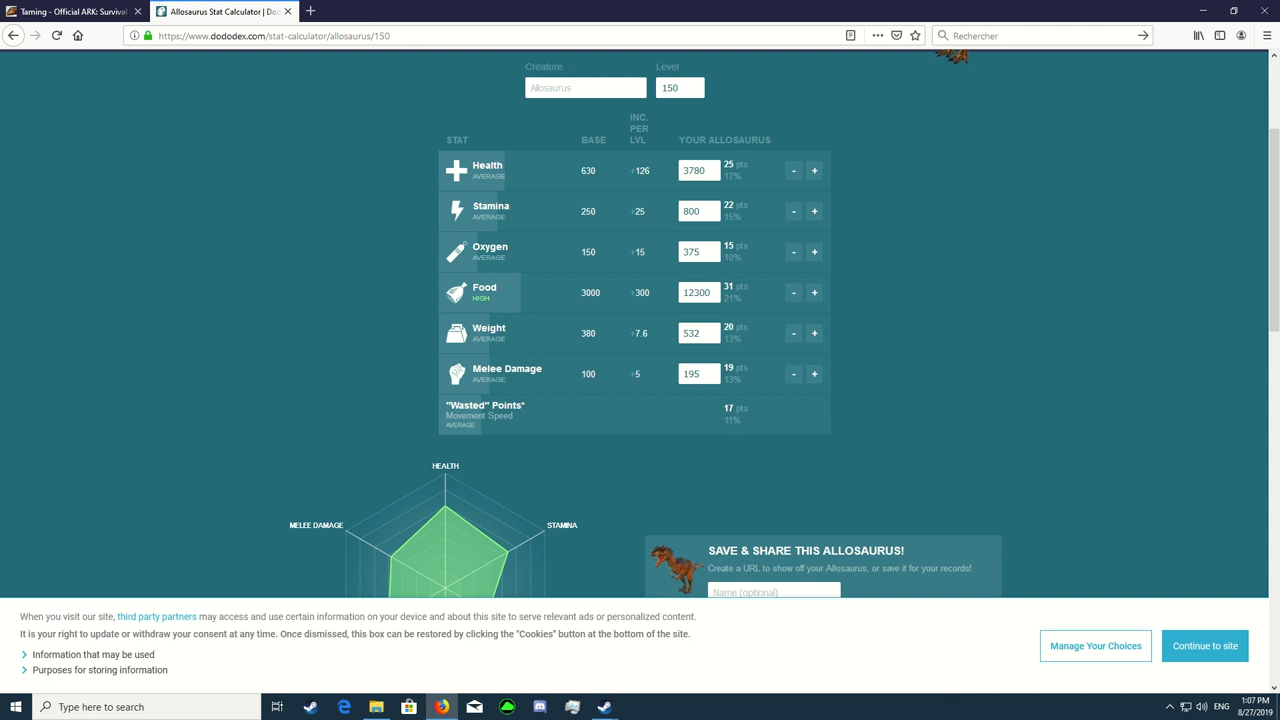 Taming - Official ARK: Survival
Allosaurus Stat Calculator | Doc
https://www.dododex.com/stat-calculator/allosaurus/150
Rechercher
Creature
Level
Allosaurus
150
STAT
BASE
INC. PER LVL
YOUR ALLOSAURUS
Health
AVERAGE
630
+126
3780
25 pts
17%
- +
Stamina
AVERAGE
250
+25
800
22 pts
15%
- +
Oxygen
AVERAGE
150
+15
375
15 pts
10%
- +
Food
HIGH
3000
+300
12300
31 pts
21%
- +
Weight
AVERAGE
380
+7.6
532
20 pts
13%
- +
Melee Damage
AVERAGE
100
+5
195
19 pts
13%
- +
"Wasted" Points*
Movement Speed
AVERAGE
17 pts
11%
HEALTH
MELEE DAMAGE
STAMINA
SAVE & SHARE THIS ALLOSAURUS!
Create a URL to show off your Allosaurus, or save it for your records!
Name (optional)
When you visit our site, third party partners may access and use certain information on your device and about this site to serve relevant ads or personalized content.
It is your right to update or withdraw your consent at any time. Once dismissed, this box can be restored by clicking the "Cookies" button at the bottom of the site.
Information that may be used
Purposes for storing information
Manage Your Choices
Continue to site
Type here to search
ENG
1:07 PM
8/27/2019